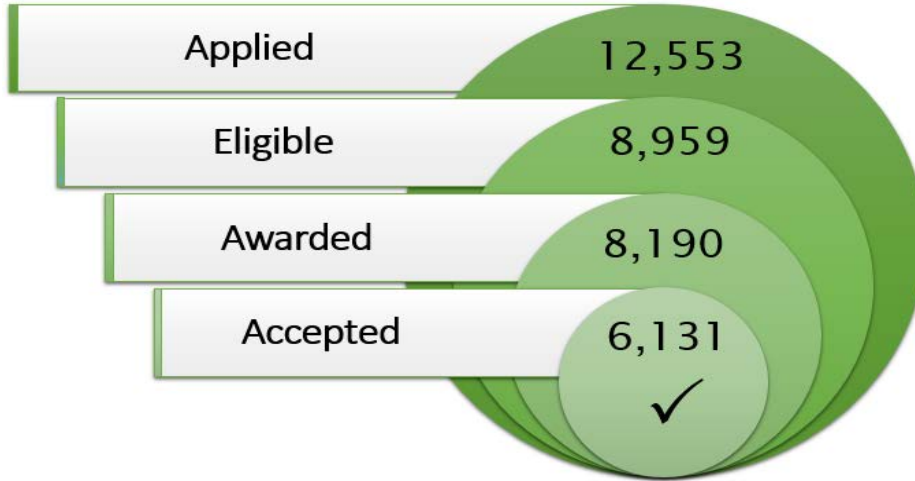 Applied 12,553
Eligible 8,959
Awarded 8,190
Accepted 6,131
✓